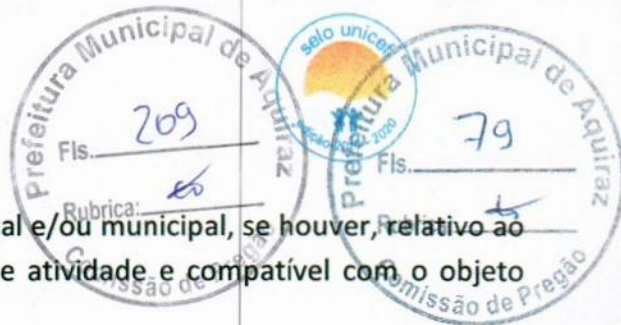 Prefeitura Municipal de Aquiraz
Fls. 209
Rubrica:
Comissão de Pregão
selo unicef
2020
Prefeitura Municipal de Aquiraz
Fls. 79
Comissão de Pregão
al e/ou municipal, se houver, relativo ao
e atividade e compatível com o objeto